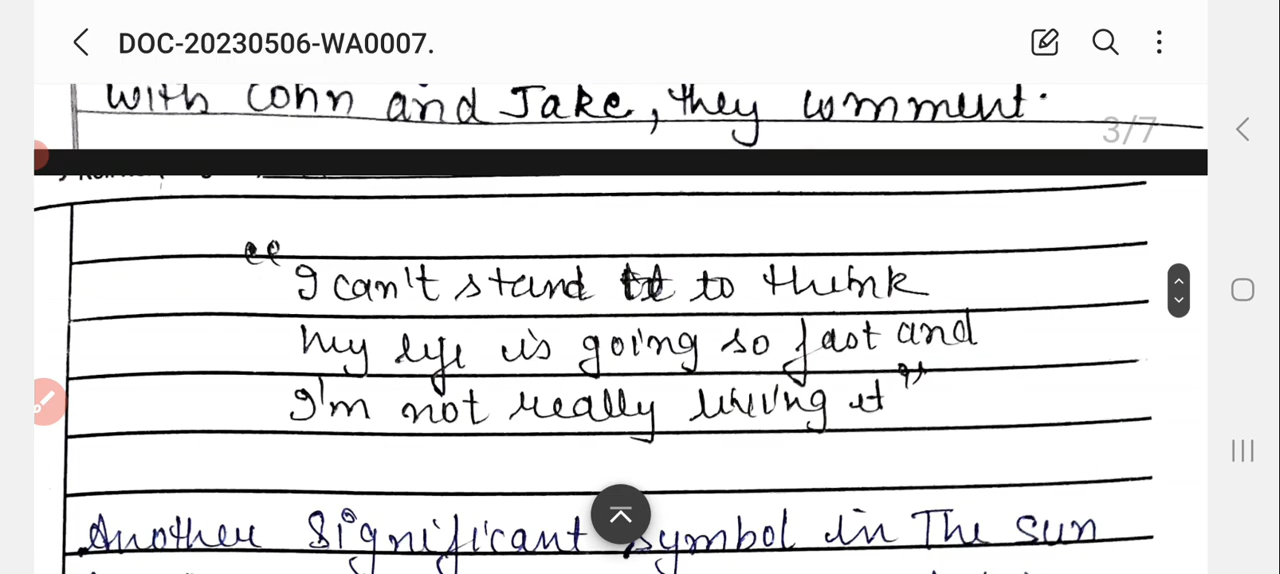 DOC-20230506-WA0007.
with Cohn and Jake, they comment.
3/7
"I can't stand to think
my life is going so fast and
I'm not really living it"
Another Significant symbol in The Sun